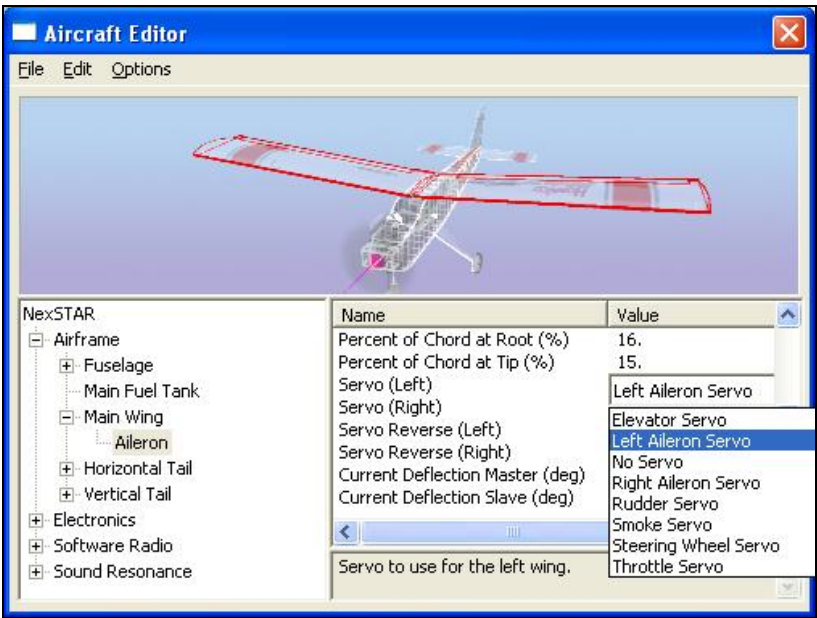 Aircraft Editor
File Edit Options
NexSTAR
Airframe
Fuselage
Main Fuel Tank
Main Wing
Aileron
Horizontal Tail
Vertical Tail
Electronics
Software Radio
Sound Resonance
Name Value
Percent of Chord at Root (%) 16.
Percent of Chord at Tip (%) 15.
Servo (Left) Left Aileron Servo
Servo (Right)
Servo Reverse (Left)
Servo Reverse (Right)
Current Deflection Master (deg)
Current Deflection Slave (deg)
Elevator Servo
Left Aileron Servo
No Servo
Right Aileron Servo
Rudder Servo
Smoke Servo
Steering Wheel Servo
Throttle Servo
Servo to use for the left wing.